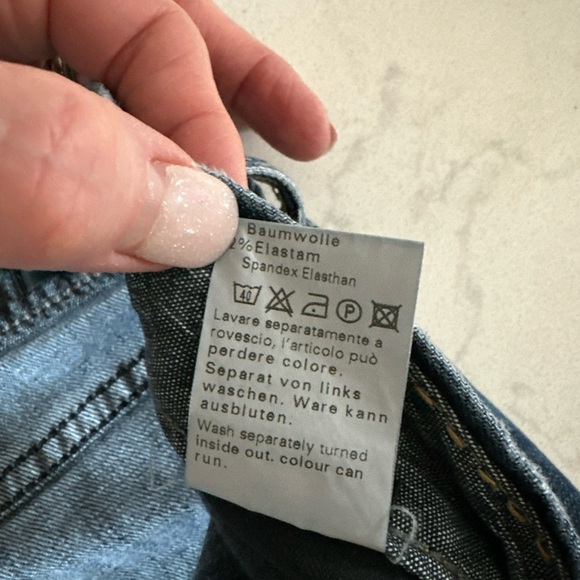 Baumwolle
2%Elastam
Spandex Elasthan
40 P
Lavare separatamente a
rovescio, l'articolo può
perdere colore.
Separat von links
waschen. Ware kann
ausbluten.
Wash separately turned
inside out. colour can
run.